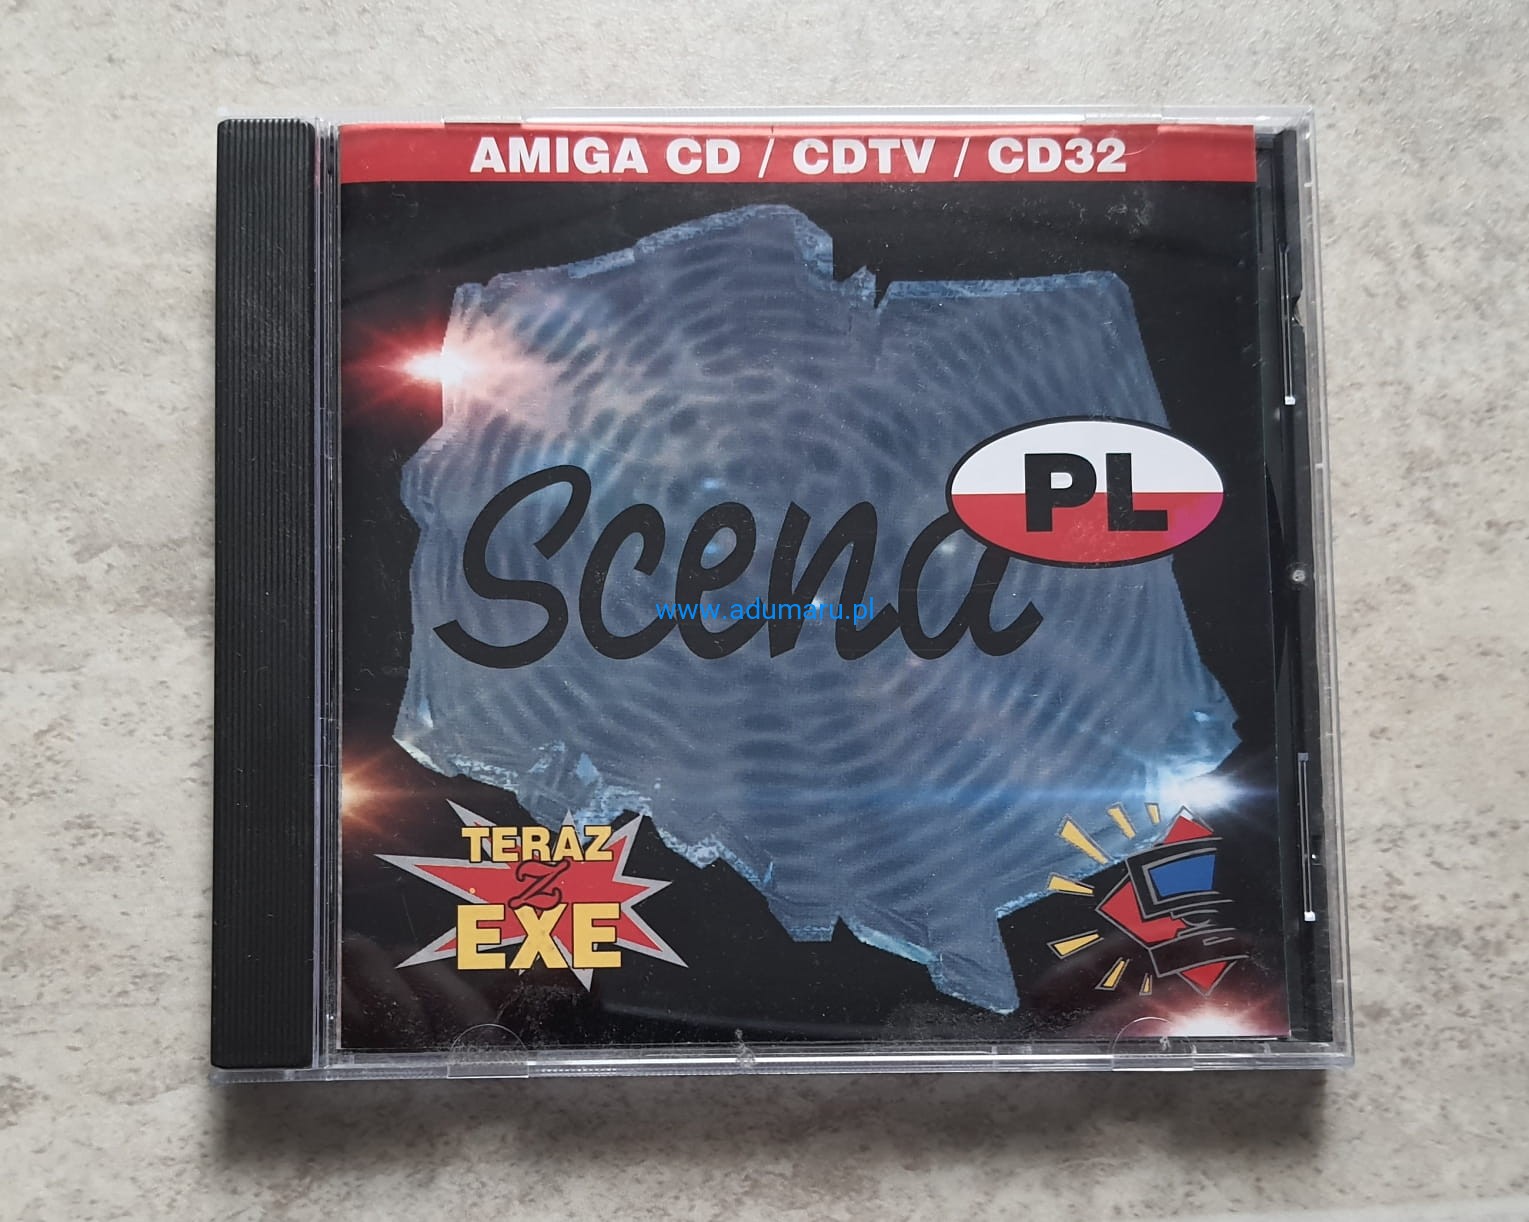 AMIGA CD / CDTV / CD32
PL
Scena
www.adumaru.pl
TERAZ
Z
EXE